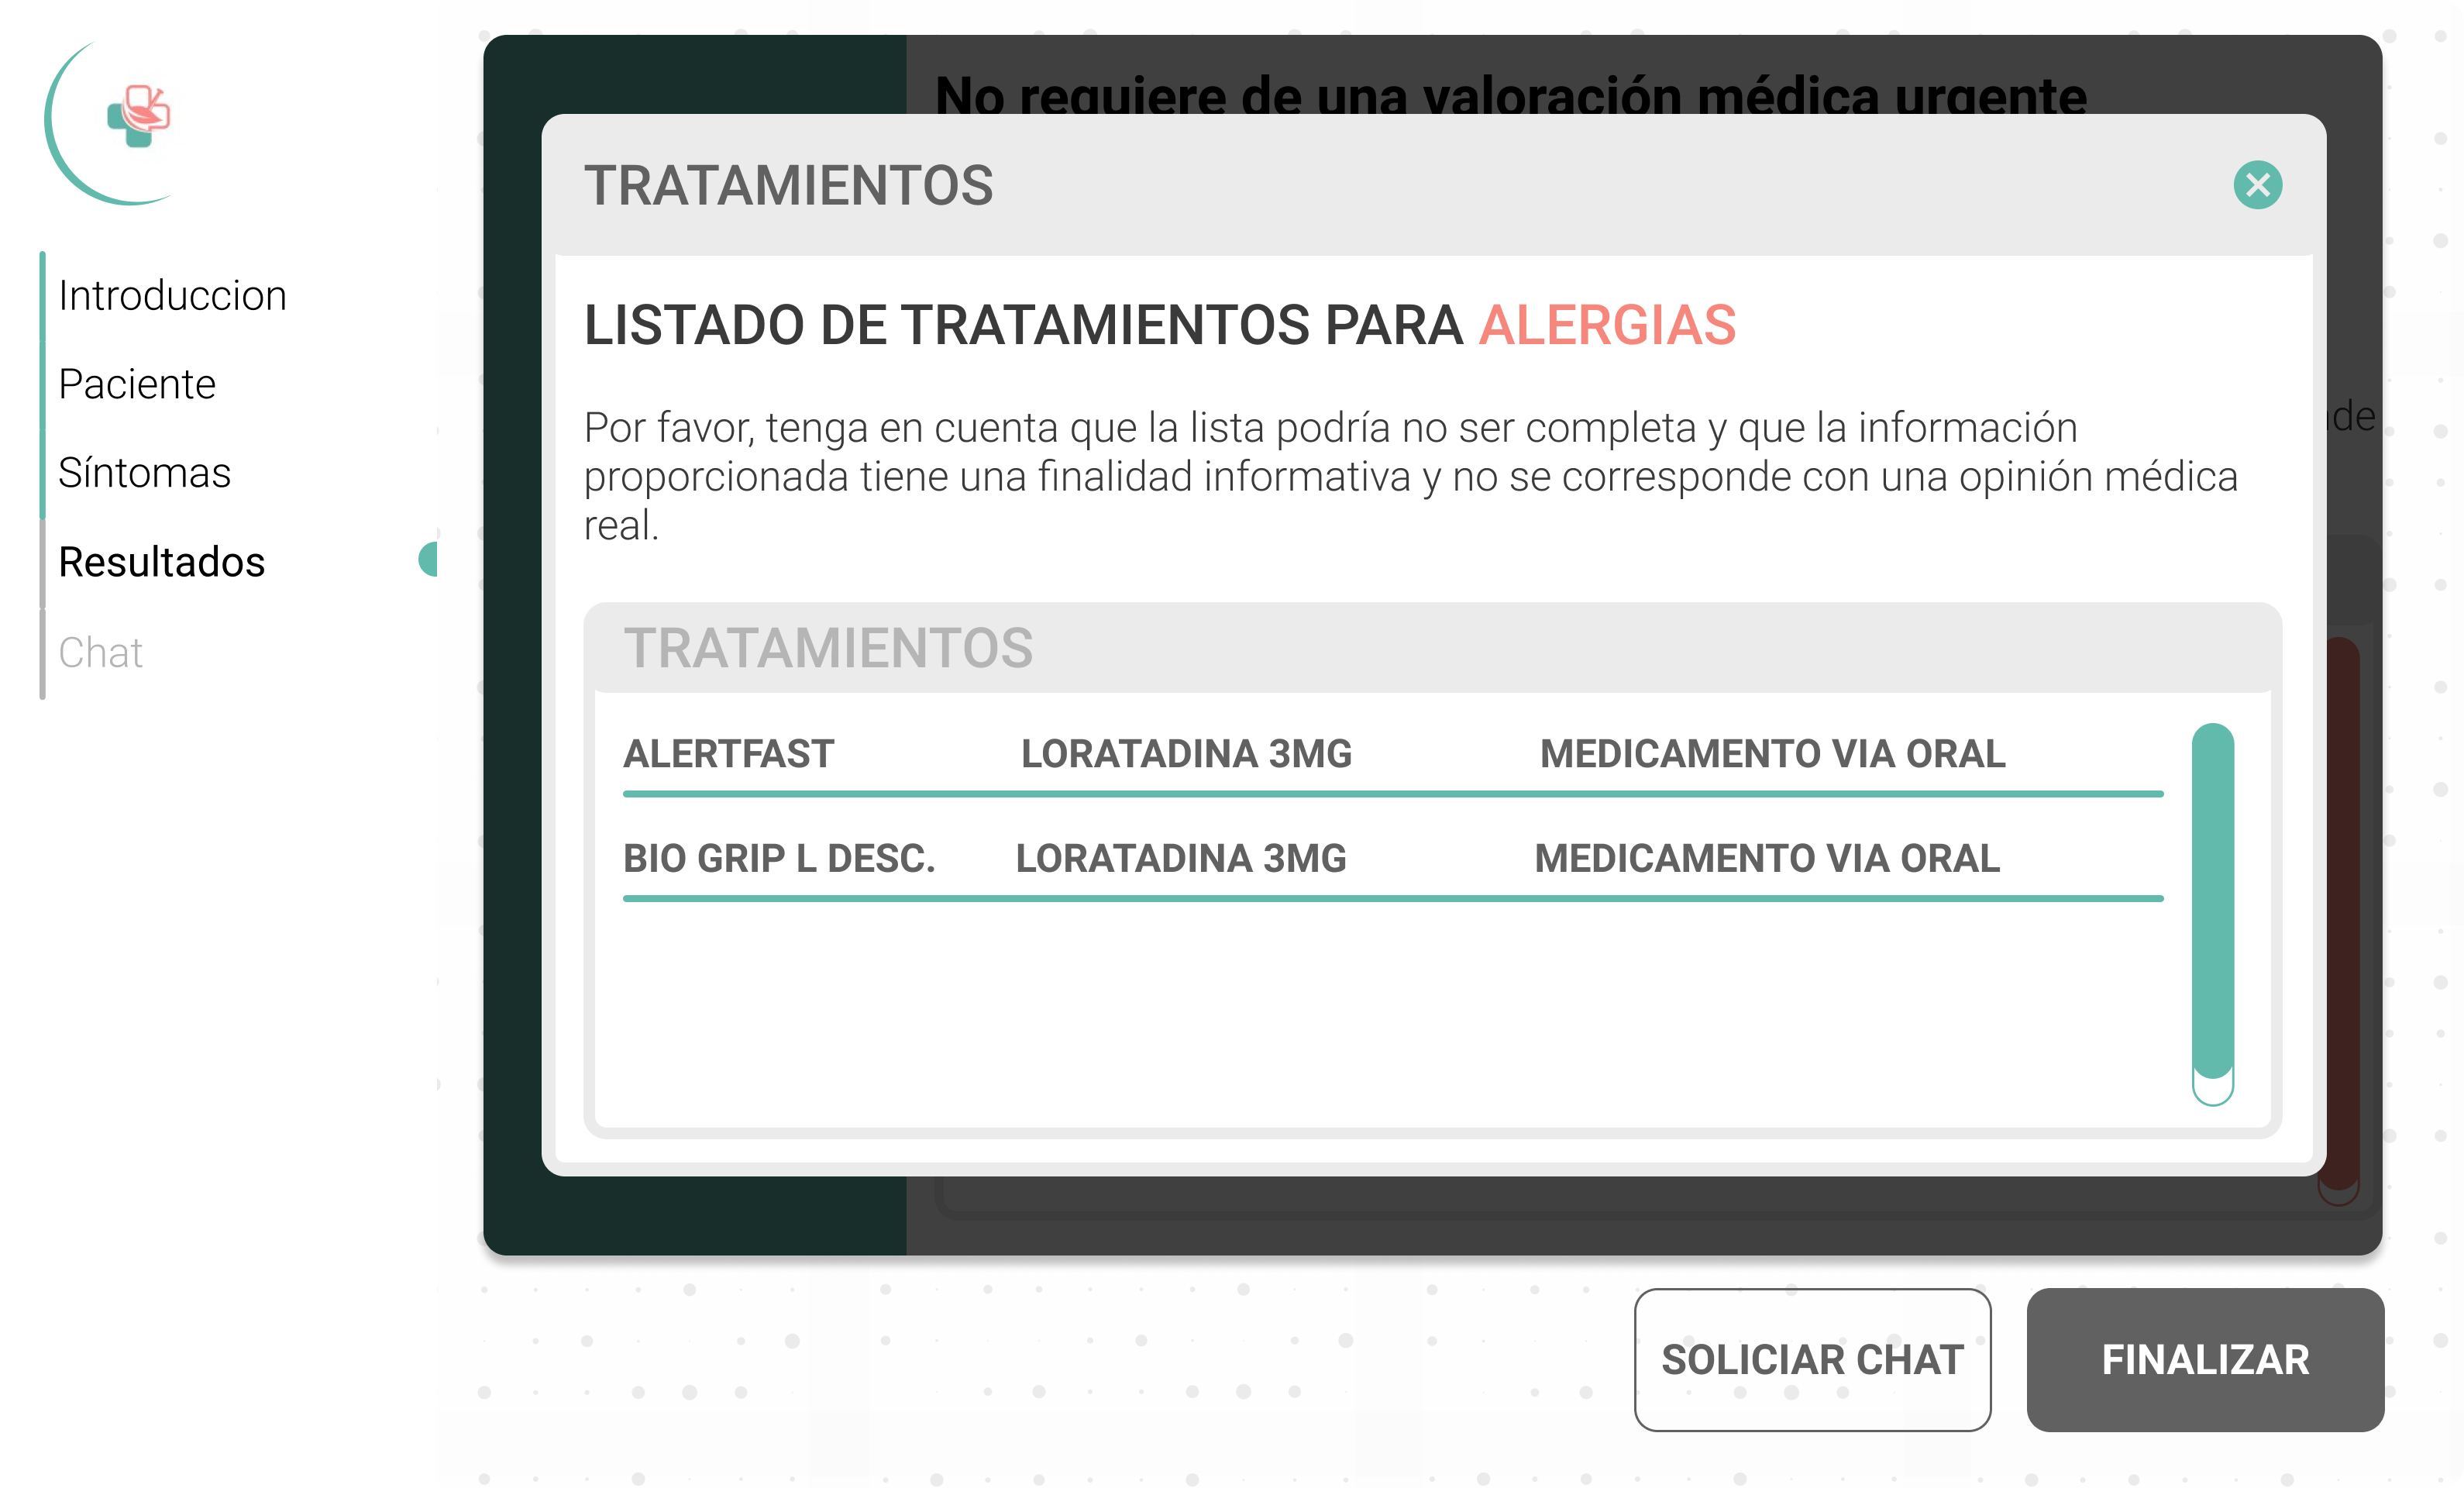 Introduccion
Paciente
Síntomas
Resultados
Chat
No requiere de una valoración médica urgente
TRATAMIENTOS
LISTADO DE TRATAMIENTOS PARA ALERGIAS
Por favor, tenga en cuenta que la lista podría no ser completa y que la información
proporcionada tiene una finalidad informativa y no se corresponde con una opinión médica
real.
TRATAMIENTOS
ALERTFAST LORATADINA 3MG MEDICAMENTO VIA ORAL
BIO GRIP L DESC. LORATADINA 3MG MEDICAMENTO VIA ORAL
SOLICIAR CHAT
FINALIZAR